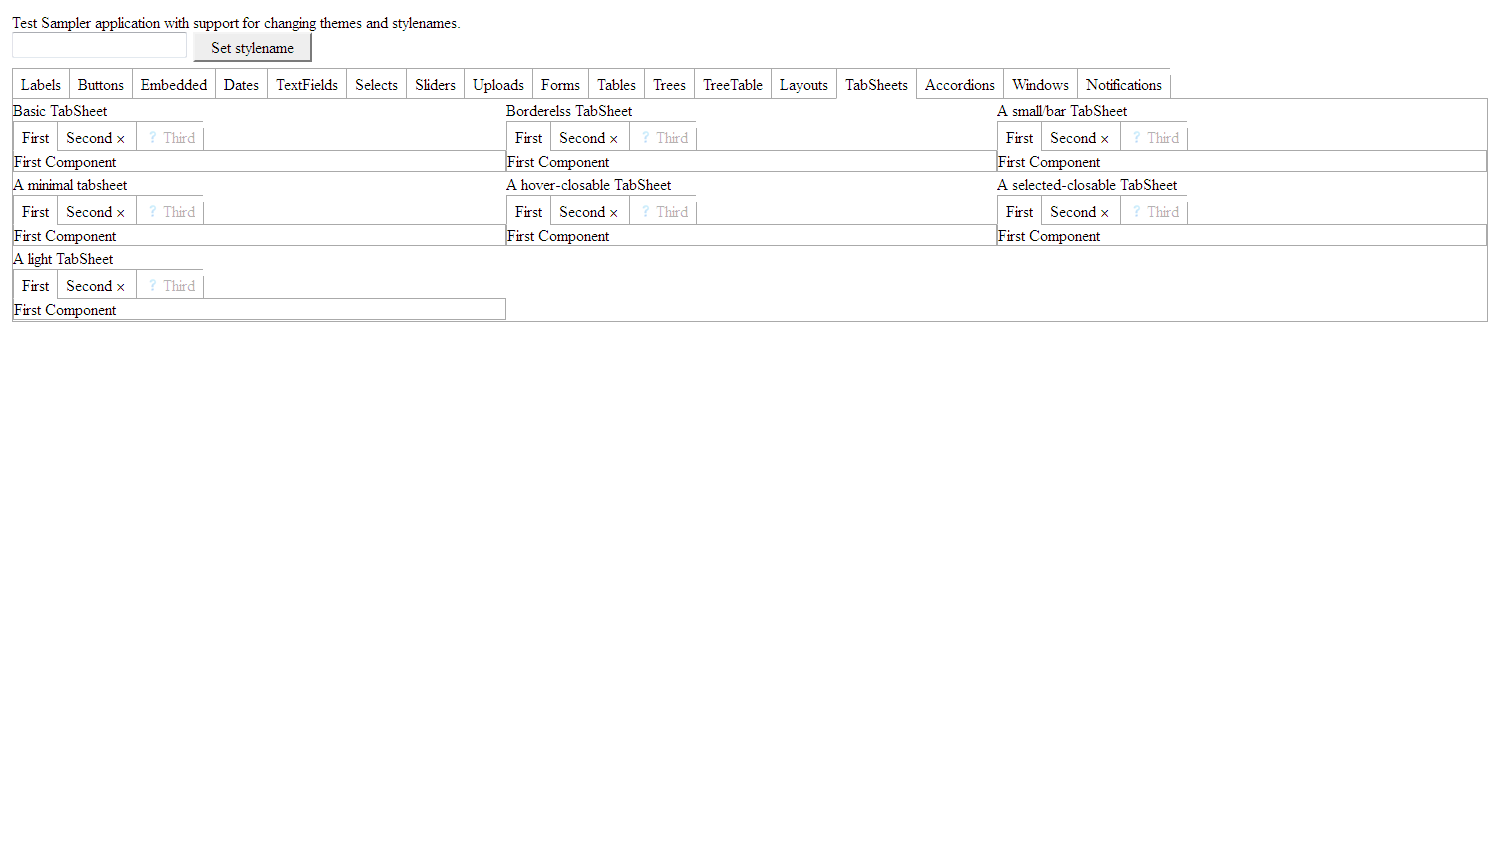 Test Sampler application with support for changing themes and stylenames.
Set stylename
Labels Buttons Embedded Dates TextFields Selects Sliders Uploads Forms Tables Trees TreeTable Layouts TabSheets Accordions Windows Notifications
Basic TabSheet Borderelss TabSheet A small/bar TabSheet
First Second × ? Third First Second × ? Third First Second × ? Third
First Component First Component First Component
A minimal tabsheet A hover-closable TabSheet A selected-closable TabSheet
First Second × ? Third First Second × ? Third First Second × ? Third
First Component First Component First Component
A light TabSheet
First Second × ? Third
First Component